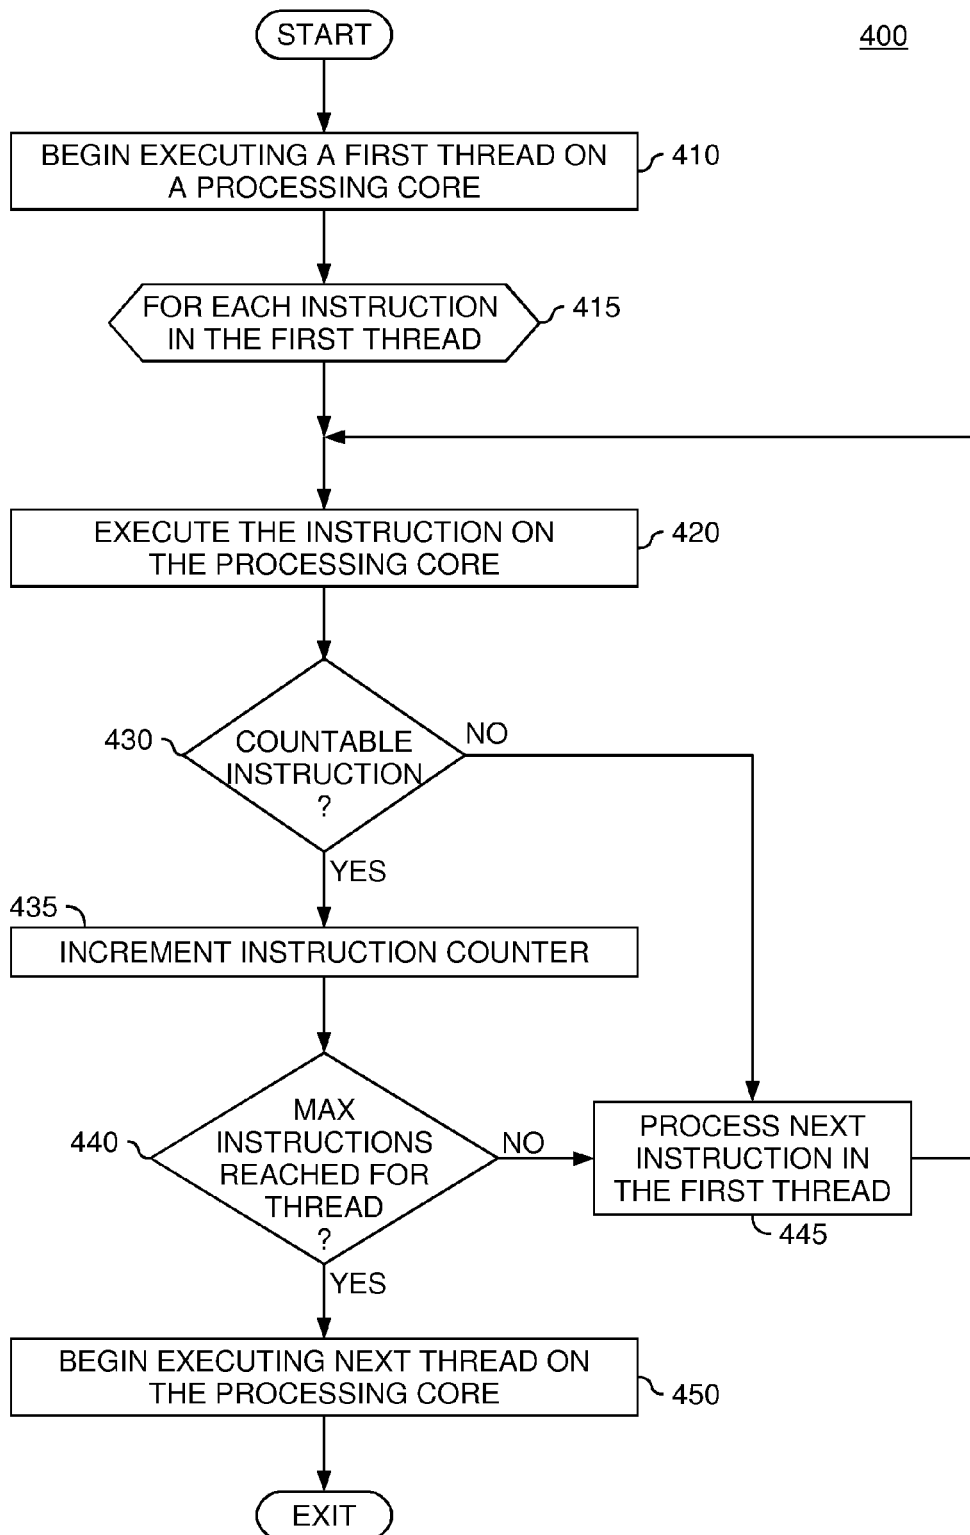 START
400
BEGIN EXECUTING A FIRST THREAD ON
A PROCESSING CORE
410
FOR EACH INSTRUCTION
IN THE FIRST THREAD
415
EXECUTE THE INSTRUCTION ON
THE PROCESSING CORE
420
430
COUNTABLE
INSTRUCTION
?
NO
YES
435
INCREMENT INSTRUCTION COUNTER
440
MAX
INSTRUCTIONS
REACHED FOR
THREAD
?
NO
PROCESS NEXT
INSTRUCTION IN
THE FIRST THREAD
445
YES
BEGIN EXECUTING NEXT THREAD ON
THE PROCESSING CORE
450
EXIT